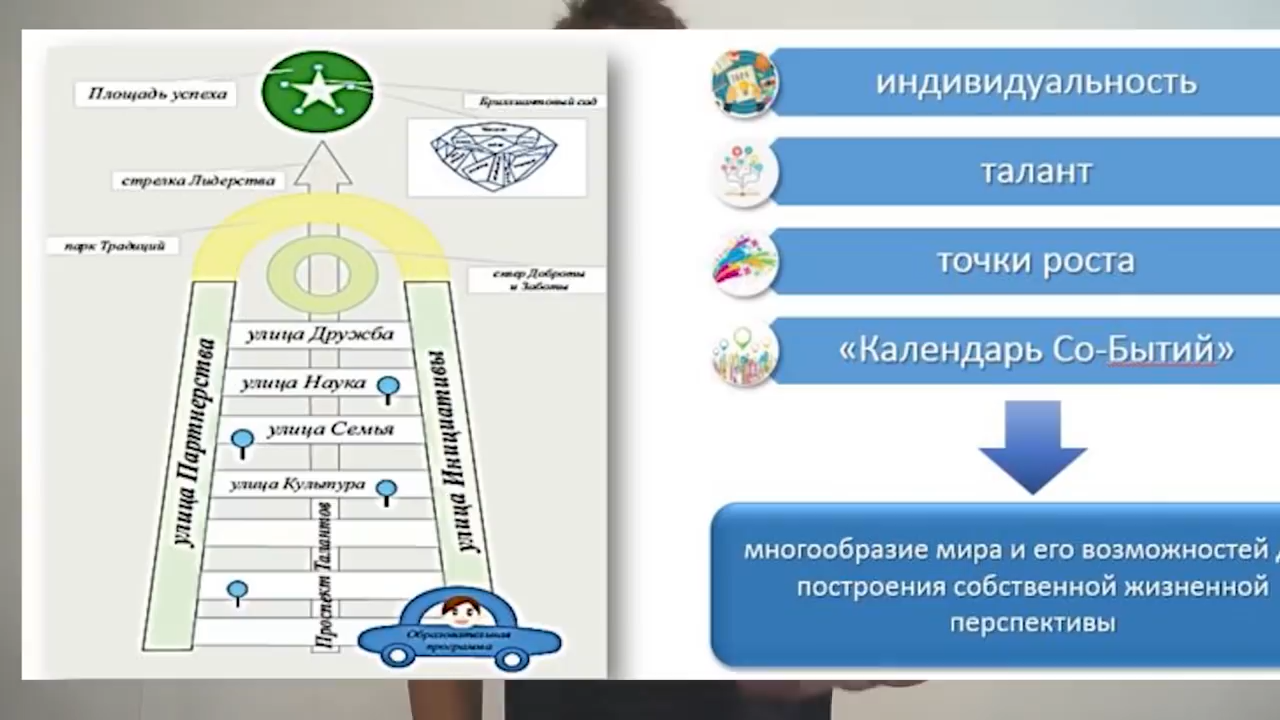 Площадь успеха
Бриллиантовый сад
стрелка Лидерства
парк Традиций
сквер Доброты
и Заботы
улица Дружба
улица Наука
улица Семья
улица Культура
улица Партнерства
улица Инициативы
Проспект Талантов
Образовательная
программа
индивидуальность
талант
точки роста
«Календарь Со-Бытий»
многообразие мира и его возможностей
построения собственной жизненной
перспективы